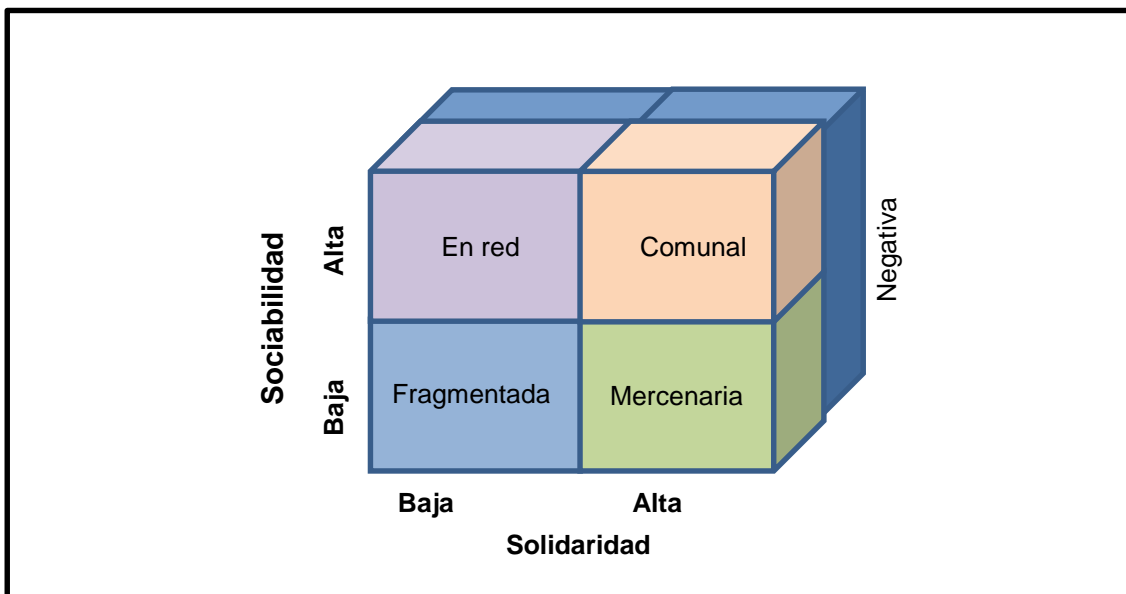 Sociabilidad
Alta
Baja
En red
Comunal
Fragmentada
Mercenaria
Negativa
Baja
Alta
Solidaridad